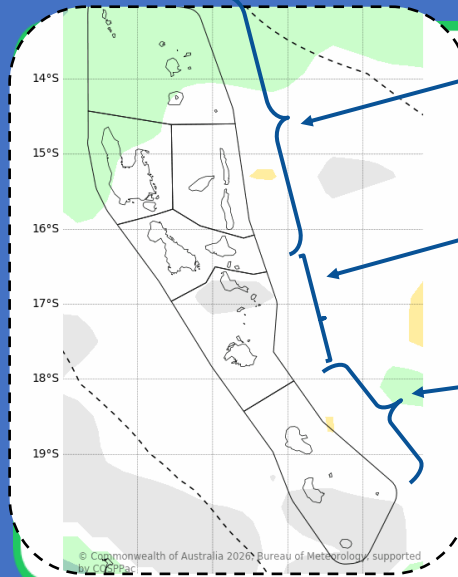 14°S
15°S
16°S
17°S
18°S
19°S
© Commonwealth of Australia 2026, Bureau of Meteorology, supported
by COSPPac